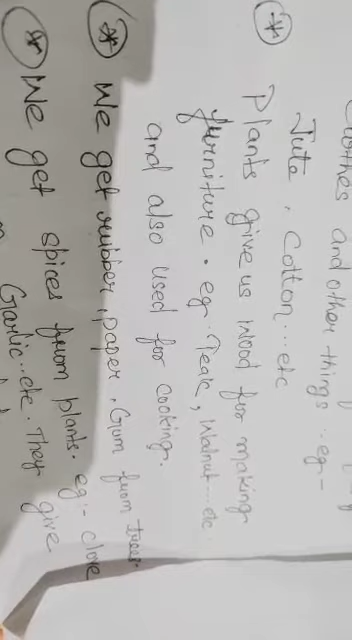 Clothes and other things.. eg -
Jute, Cotton...etc
* Plants give us wood for making
furniture. eg. Teak, Walnut...etc.
and also used for cooking.
* We get rubber, paper, Gum from trees.
* We get spices from plants. eg:- clove
Garlic..etc. They give